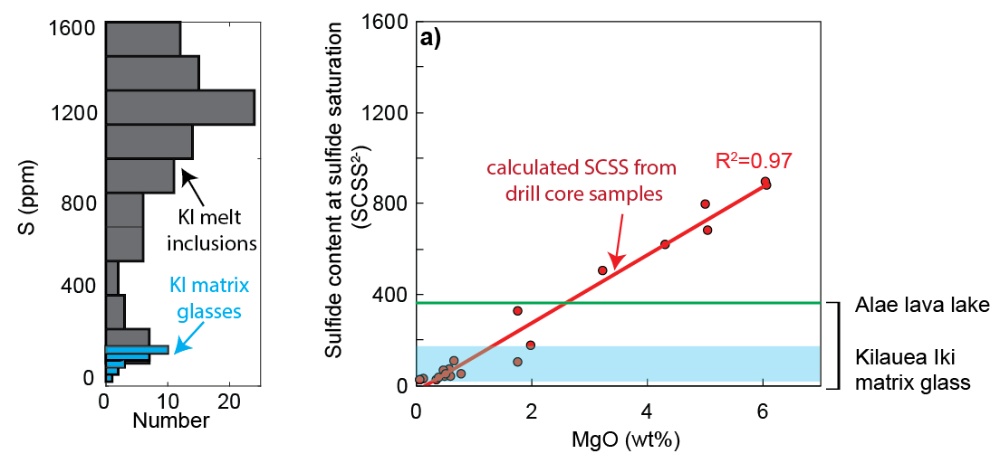 S (ppm)
1600
1200
800
400
0
KI melt
inclusions
KI matrix
glasses
0
10
20
Number
a)
Sulfide content at sulfide saturation
(SCSS²⁻)
1600
1200
800
400
0
calculated SCSS from
drill core samples
R²=0.97
0
2
4
6
MgO (wt%)
Alae lava lake
Kilauea Iki
matrix glass